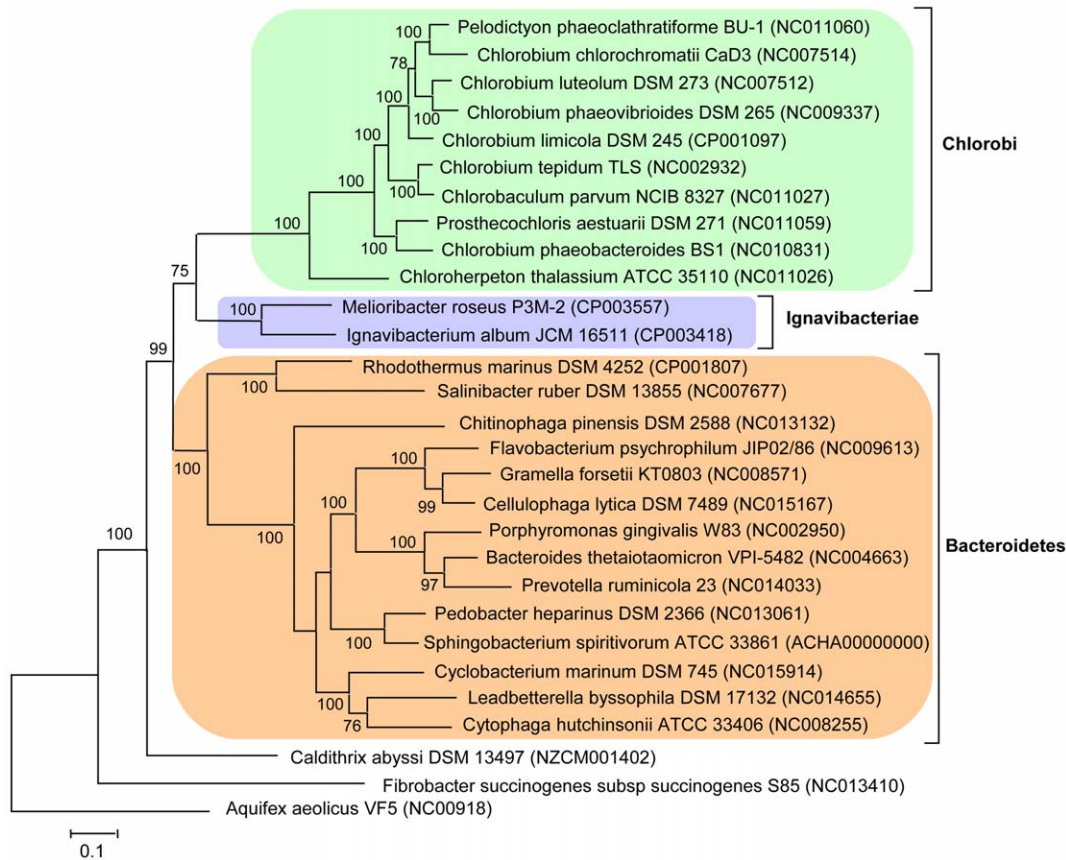 Pelodictyon phaeoclathratiforme BU-1 (NC011060)
100
Chlorobium chlorochromatii CaD3 (NC007514)
78
Chlorobium luteolum DSM 273 (NC007512)
100
Chlorobium phaeovibrioides DSM 265 (NC009337)
100
Chlorobium limicola DSM 245 (CP001097)
100
Chlorobi
Chlorobium tepidum TLS (NC002932)
100
Chlorobaculum parvum NCIB 8327 (NC011027)
100
Prosthecochloris aestuarii DSM 271 (NC011059)
100
Chlorobium phaeobacteroides BS1 (NC010831)
100
Chloroherpeton thalassium ATCC 35110 (NC011026)
75
Melioribacter roseus P3M-2 (CP003557)
100
Ignavibacteriae
Ignavibacterium album JCM 16511 (CP003418)
99
Rhodothermus marinus DSM 4252 (CP001807)
100
Salinibacter ruber DSM 13855 (NC007677)
Chitinophaga pinensis DSM 2588 (NC013132)
100
Flavobacterium psychrophilum JIP02/86 (NC009613)
100
Gramella forsetii KT0803 (NC008571)
99
Cellulophaga lytica DSM 7489 (NC015167)
100
Porphyromonas gingivalis W83 (NC002950)
100
100
100
Bacteroidetes
Bacteroides thetaiotaomicron VPI-5482 (NC004663)
97
Prevotella ruminicola 23 (NC014033)
Pedobacter heparinus DSM 2366 (NC013061)
100
Sphingobacterium spiritivorum ATCC 33861 (ACHA00000000)
Cyclobacterium marinum DSM 745 (NC015914)
100
Leadbetterella byssophila DSM 17132 (NC014655)
76
Cytophaga hutchinsonii ATCC 33406 (NC008255)
Caldithrix abyssi DSM 13497 (NZCM001402)
Fibrobacter succinogenes subsp succinogenes S85 (NC013410)
Aquifex aeolicus VF5 (NC00918)
0.1